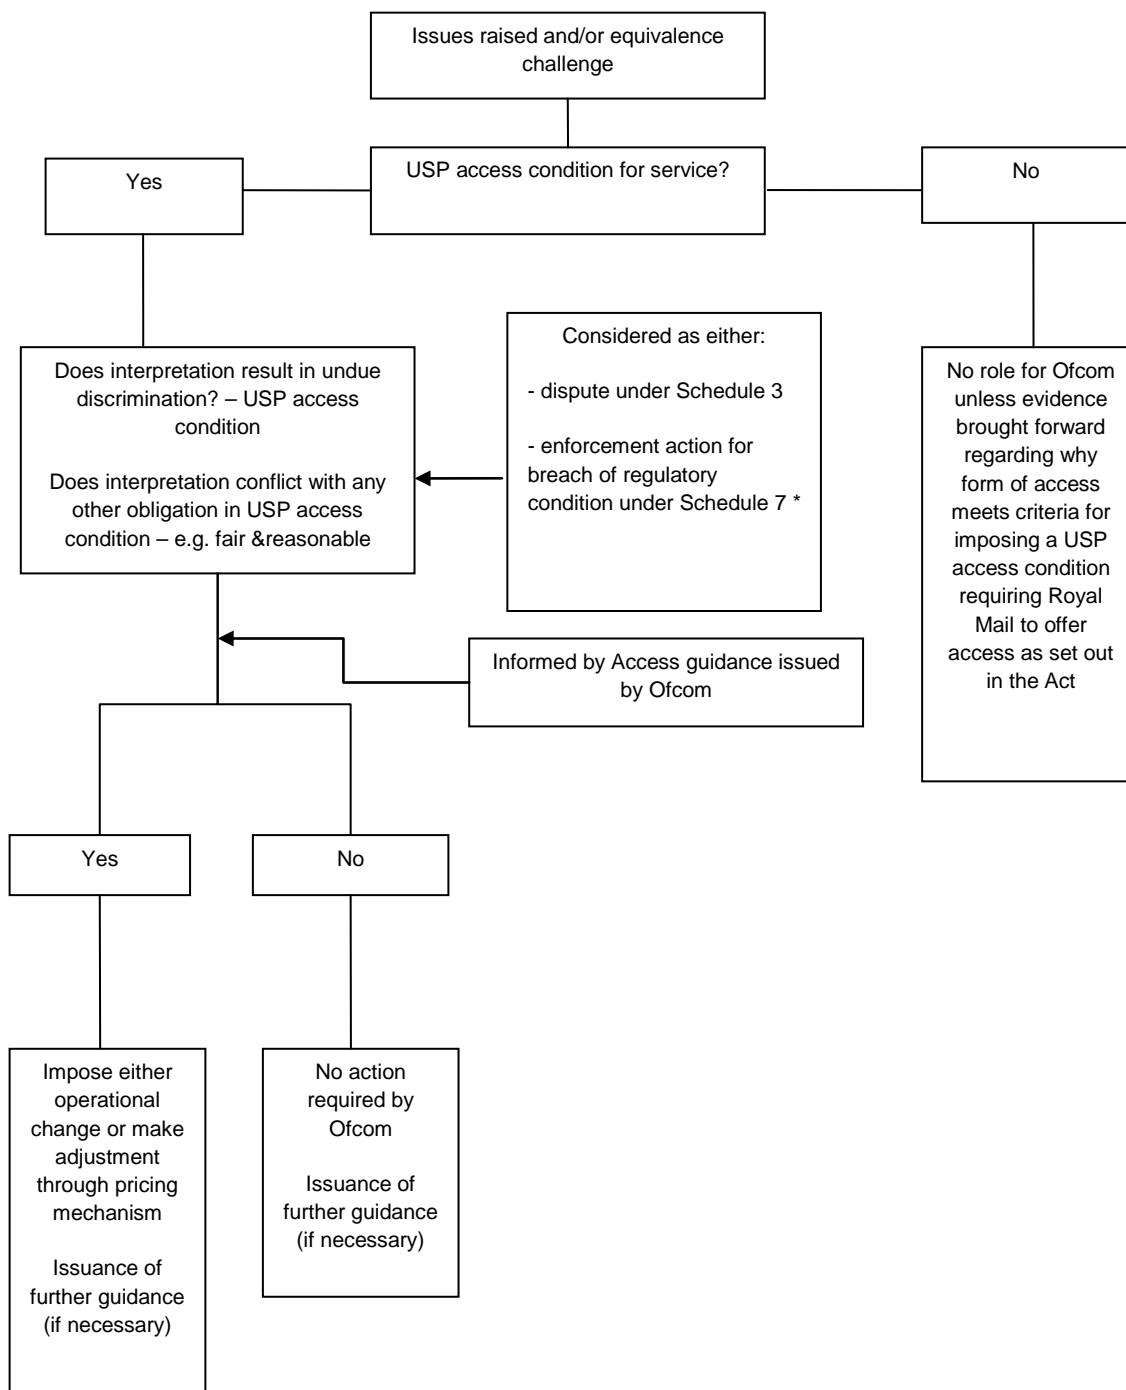 Issues raised and/or equivalence
challenge
Yes
USP access condition for service?
No
Does interpretation result in undue
discrimination? – USP access
condition
Does interpretation conflict with any
other obligation in USP access
condition – e.g. fair &reasonable
Considered as either:
- dispute under Schedule 3
- enforcement action for
breach of regulatory
condition under Schedule 7 *
No role for Ofcom
unless evidence
brought forward
regarding why
form of access
meets criteria for
imposing a USP
access condition
requiring Royal
Mail to offer
access as set out
in the Act
Informed by Access guidance issued
by Ofcom
Yes
No
Impose either
operational
change or make
adjustment
through pricing
mechanism
Issuance of
further guidance
(if necessary)
No action
required by
Ofcom
Issuance of
further guidance
(if necessary)